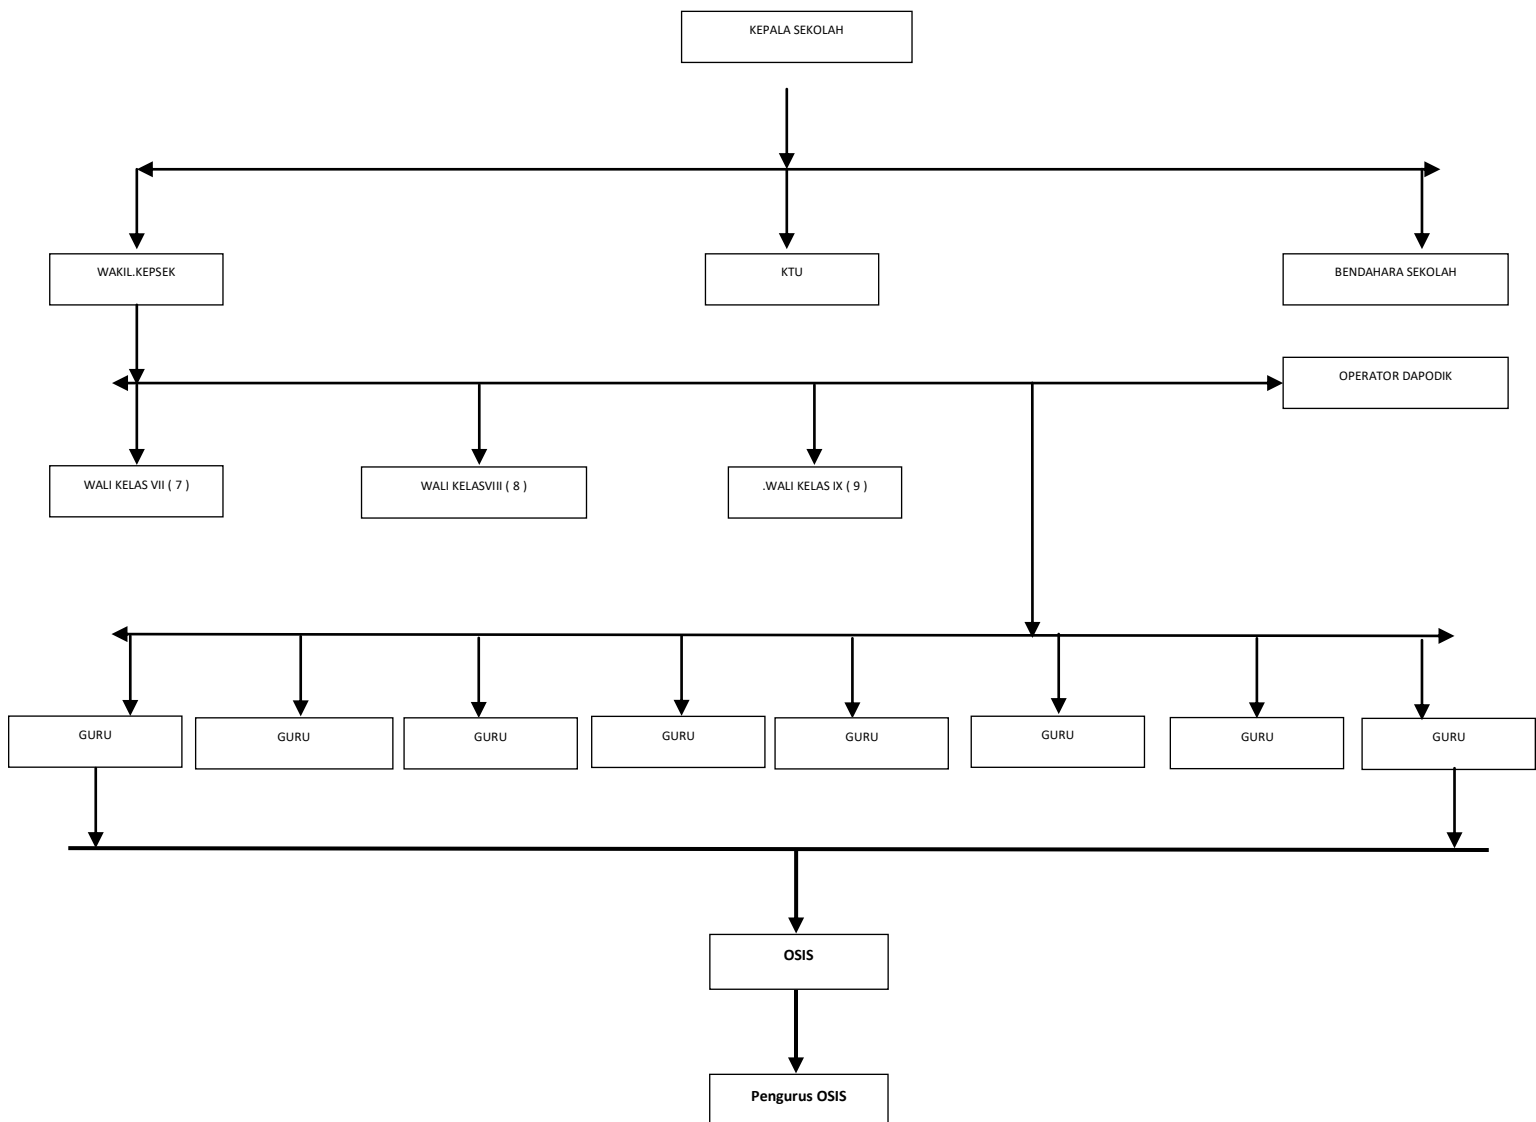 KEPALA SEKOLAH
WAKIL.KEPSEK
KTU
BENDAHARA SEKOLAH
OPERATOR DAPODIK
WALI KELAS VII ( 7 )
WALI KELASVIII ( 8 )
.WALI KELAS IX ( 9 )
GURU
GURU
GURU
GURU
GURU
GURU
GURU
GURU
OSIS
Pengurus OSIS